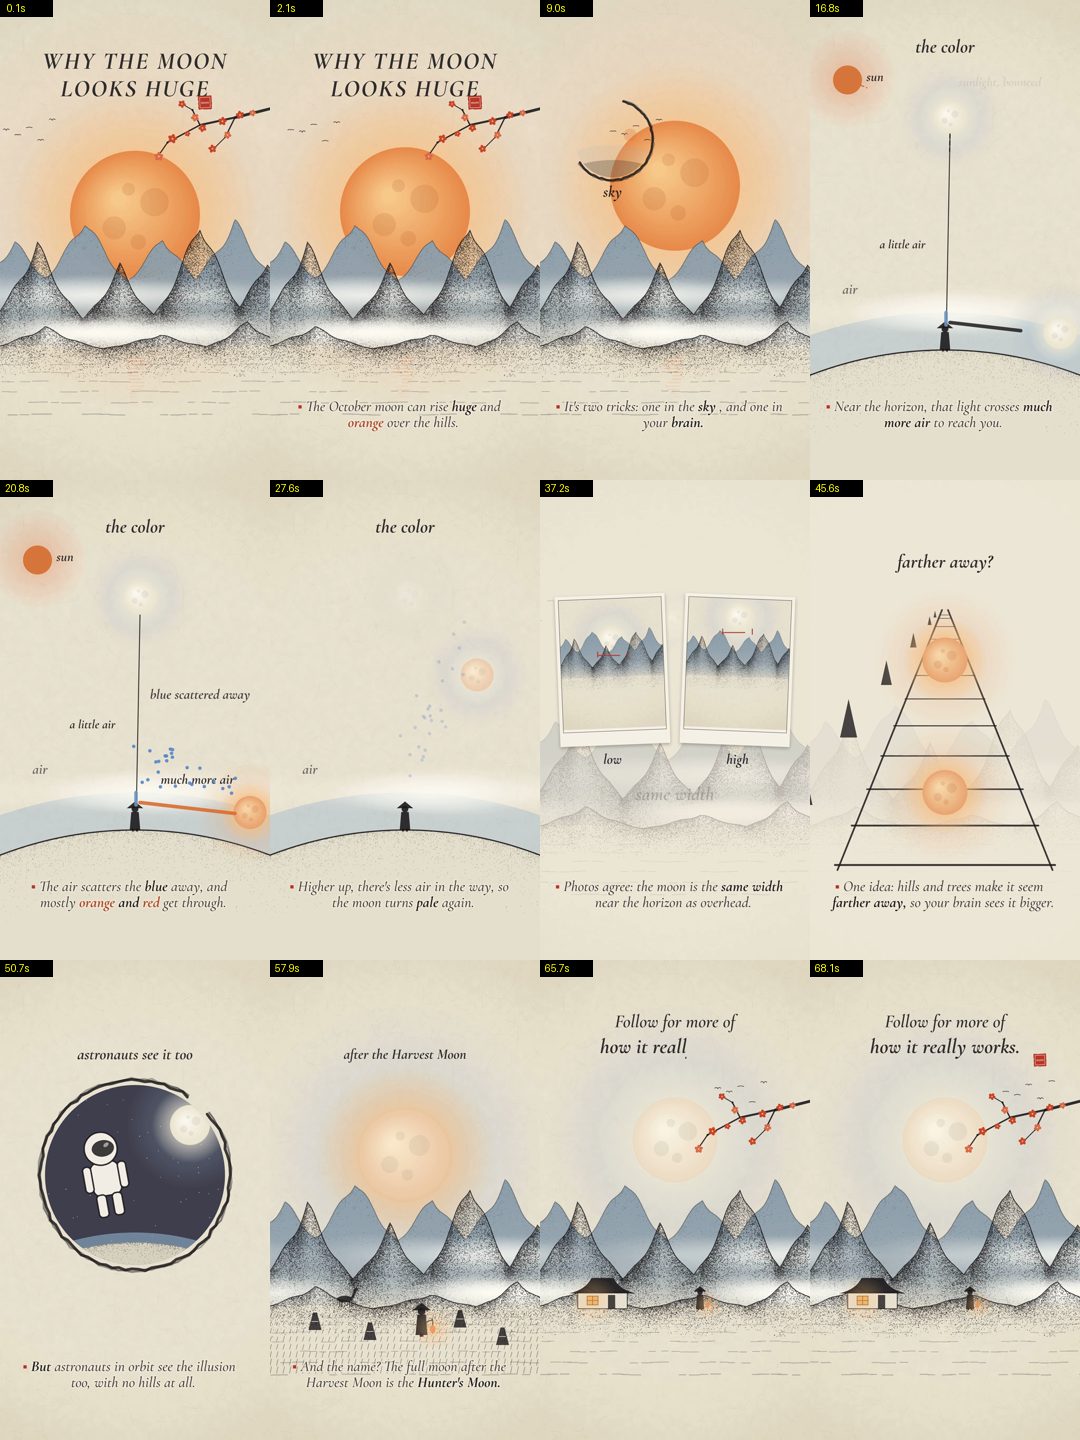 0.1s
WHY THE MOON
LOOKS HUGE
2.1s
WHY THE MOON
LOOKS HUGE
▪ The October moon can rise huge and
orange over the hills.
9.0s
sky
▪ It's two tricks: one in the sky , and one in
your brain.
16.8s
the color
sun
sunlight, bounced
a little air
air
▪ Near the horizon, that light crosses much
more air to reach you.
20.8s
the color
sun
blue scattered away
a little air
air
much more air
▪ The air scatters the blue away, and
mostly orange and red get through.
27.6s
the color
air
▪ Higher up, there's less air in the way, so
the moon turns pale again.
37.2s
low
high
same width
▪ Photos agree: the moon is the same width
near the horizon as overhead.
45.6s
farther away?
▪ One idea: hills and trees make it seem
farther away, so your brain sees it bigger.
50.7s
astronauts see it too
▪ But astronauts in orbit see the illusion
too, with no hills at all.
57.9s
after the Harvest Moon
▪ And the name? The full moon after the
Harvest Moon is the Hunter's Moon.
65.7s
Follow for more of
how it reall
68.1s
Follow for more of
how it really works.